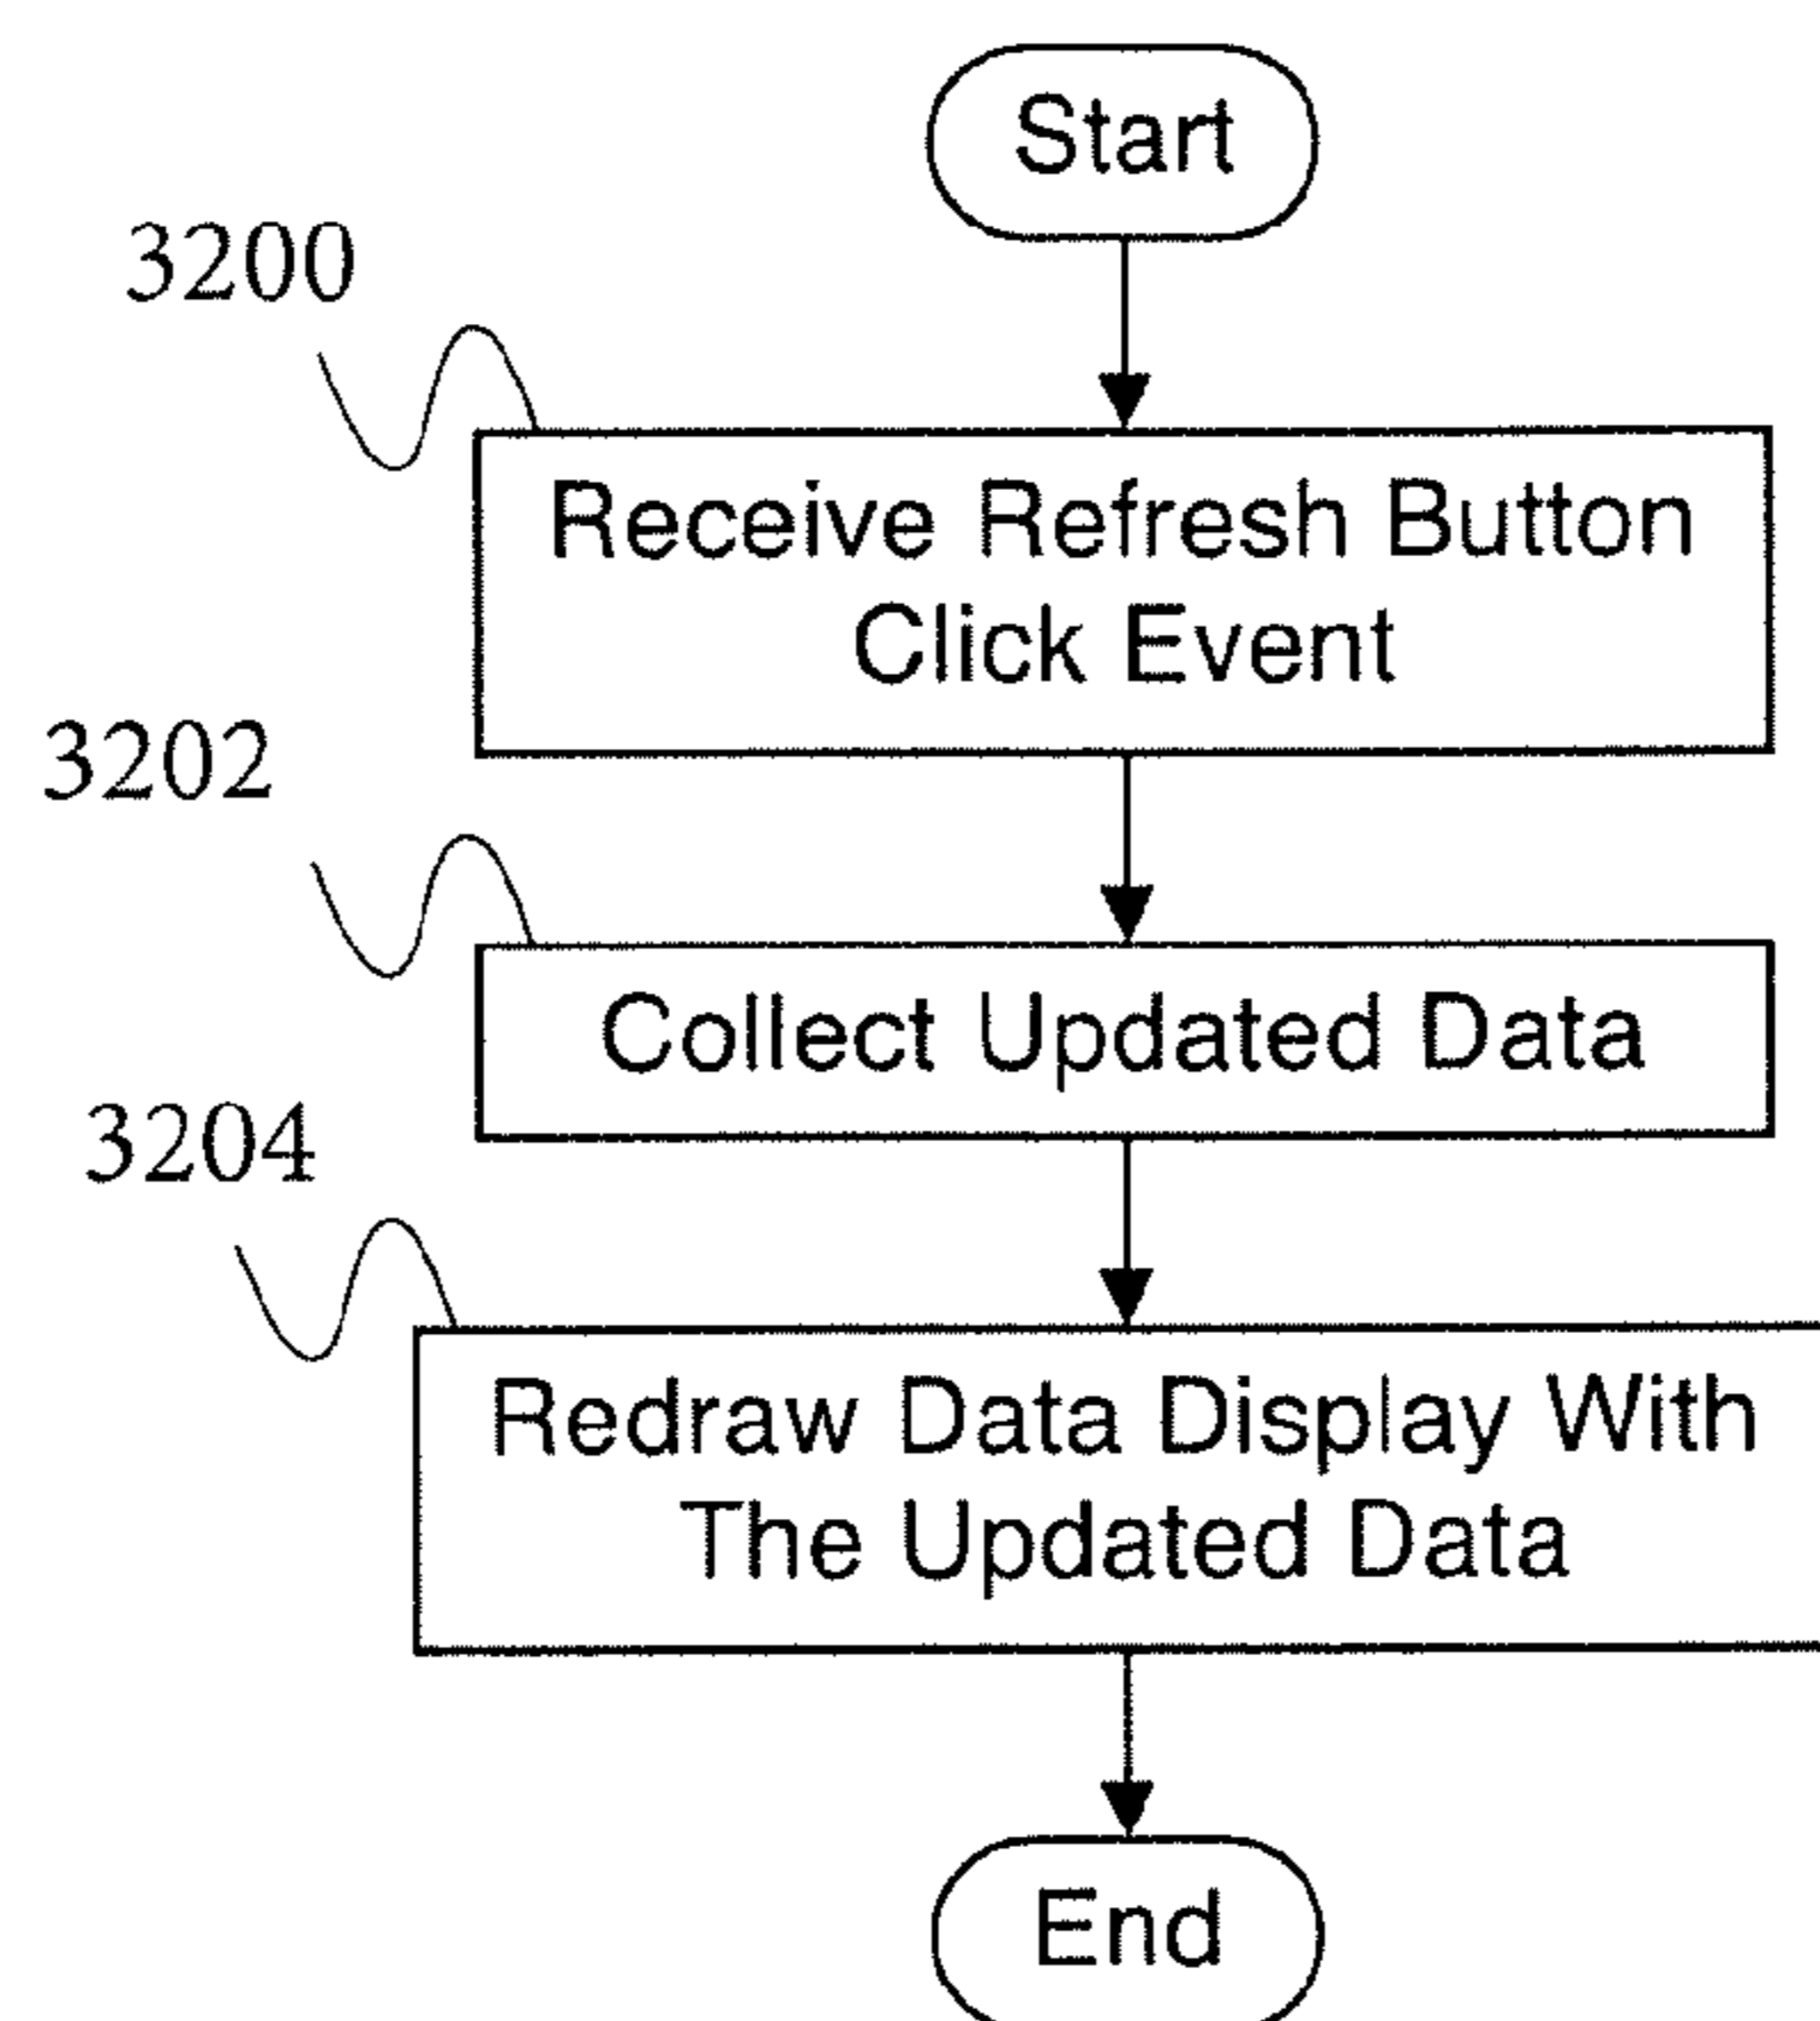 Start
3200
Receive Refresh Button
Click Event
3202
Collect Updated Data
3204
Redraw Data Display With
The Updated Data
End